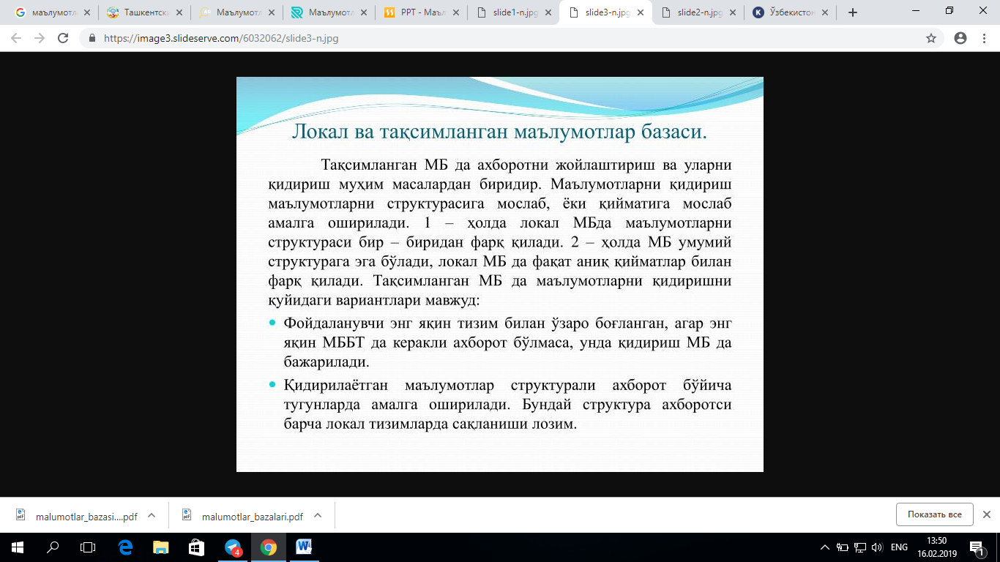 маълумотл
Ташкентски
Маълумотл
Маълумотл
PPT - Маъл
slide1-n.jpg
slide3-n.jpg
slide2-n.jpg
Ўзбекистон
https://image3.slideserve.com/6032062/slide3-n.jpg
Локал ва тақсимланган маълумотлар базаси.
Тақсимланган МБ да ахборотни жойлаштириш ва уларни
қидириш муҳим масалардан биридир. Маълумотларни қидириш
маълумотларни структурасига мослаб, ёки қийматига мослаб
амалга оширилади. 1 – ҳолда локал МБда маълумотларни
структураси бир – биридан фарқ қилади. 2 – ҳолда МБ умумий
структурага эга бўлади, локал МБ да фақат аниқ қийматлар билан
фарқ қилади. Тақсимланган МБ да маълумотларни қидиришни
қуйидаги вариантлари мавжуд:
Фойдаланувчи энг яқин тизим билан ўзаро боғланган, агар энг
яқин МББТ да керакли ахборот бўлмаса, унда қидириш МБ да
бажарилади.
Қидирилаётган маълумотлар структурали ахборот бўйича
тугунларда амалга оширилади. Бундай структура ахборотси
барча локал тизимларда сақланиши лозим.
malumotlar_bazasi....pdf
malumotlar_bazalari.pdf
Показать все
4
ENG
13:50
16.02.2019
1